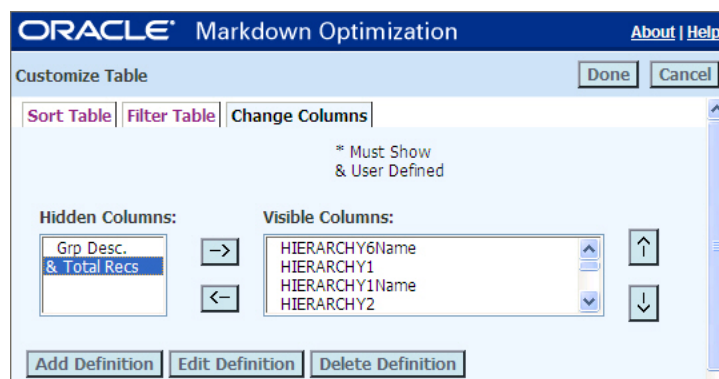 ORACLE® Markdown Optimization About | Help
Customize Table Done Cancel
Sort Table Filter Table Change Columns
* Must Show
& User Defined
Hidden Columns: Visible Columns:
Grp Desc. --> HIERARCHY6Name
& Total Recs HIERARCHY1
HIERARCHY1Name
<-- HIERARCHY2
Add Definition Edit Definition Delete Definition